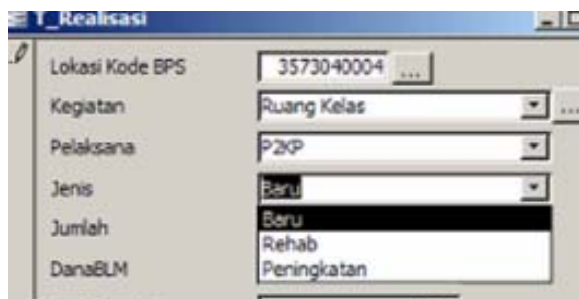 T_Realisasi
Lokasi Kode BPS 3573040004 ...
Kegiatan Ruang Kelas ...
Pelaksana P2KP
Jenis Baru
Baru
Jumlah
Rehab
DanaBLM Peningkatan